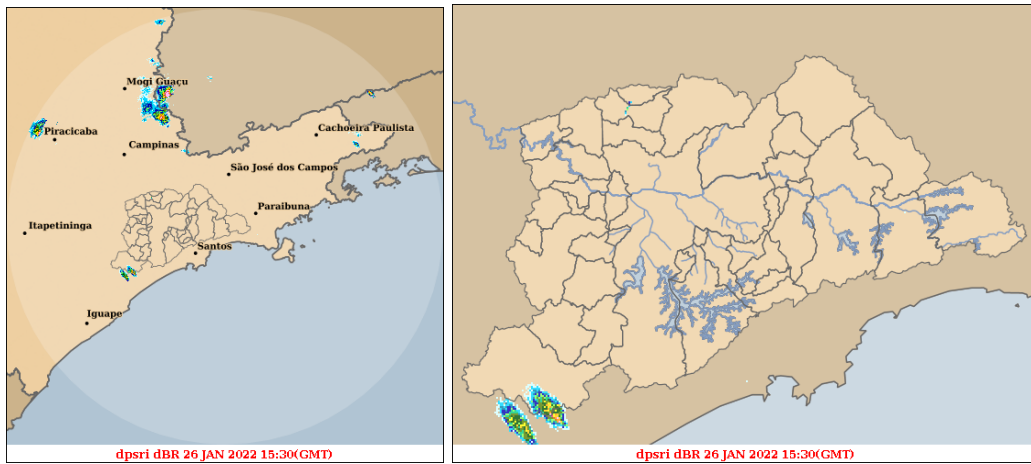 Mogi Guaçu
Piracicaba
Campinas
Cachoeira Paulista
São José dos Campos
Paraibuna
Itapetininga
Santos
Iguape
dpsri dBR 26 JAN 2022 15:30(GMT)
dpsri dBR 26 JAN 2022 15:30(GMT)